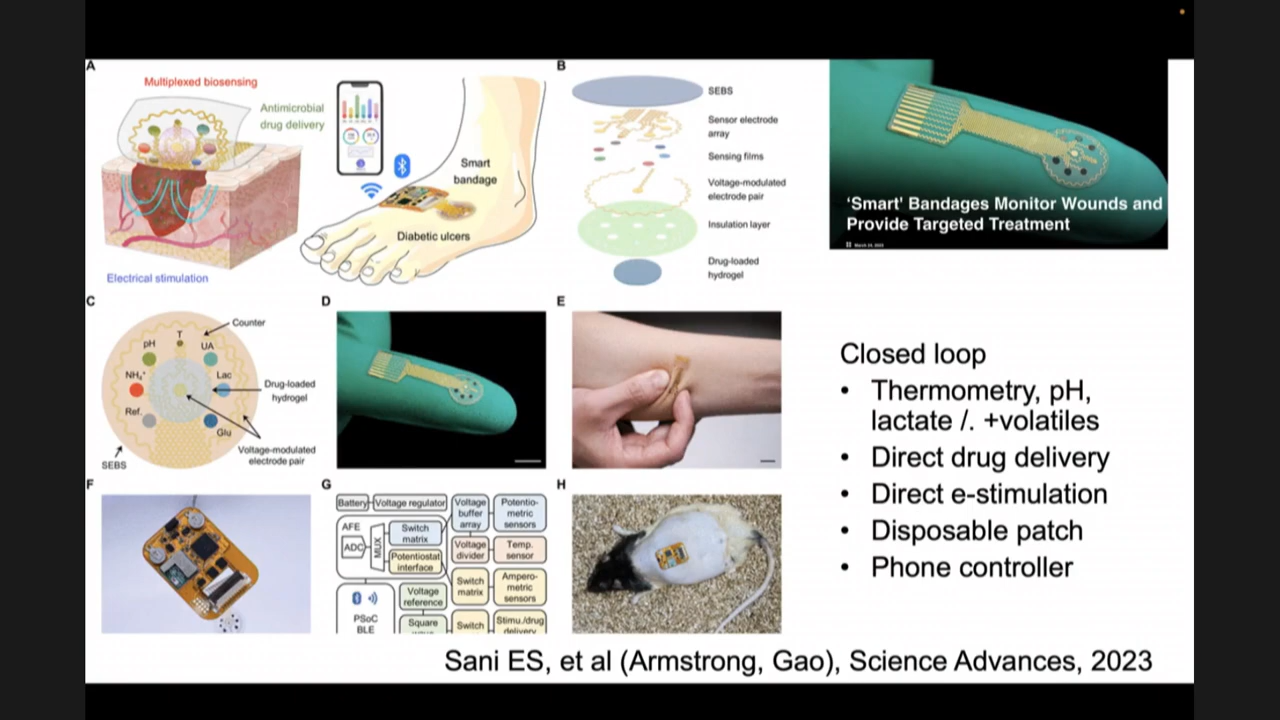 A
Multiplexed biosensing
Antimicrobial
drug delivery
Electrical stimulation
Smart
bandage
Diabetic ulcers
B
SEBS
Sensor electrode
array
Sensing films
Voltage-modulated
electrode pair
Insulation layer
Drug-loaded
hydrogel
‘Smart’ Bandages Monitor Wounds and
Provide Targeted Treatment
March 24, 2023
C
Counter
T
pH
UA
NH₄⁺
Lac
Drug-loaded
hydrogel
Ref.
Glu
Voltage-modulated
electrode pair
SEBS
D
E
F
G
Battery
Voltage regulator
Voltage
buffer
array
Potentio-
metric
sensors
AFE
ADC
MUX
Switch
matrix
Potentiostat
interface
Voltage
divider
Temp.
sensor
Switch
matrix
Ampero-
metric
sensors
Voltage
reference
PSoC
BLE
Square
Switch
Stimu./drug
delivery
H
Closed loop
• Thermometry, pH,
lactate /. +volatiles
• Direct drug delivery
• Direct e-stimulation
• Disposable patch
• Phone controller
Sani ES, et al (Armstrong, Gao), Science Advances, 2023